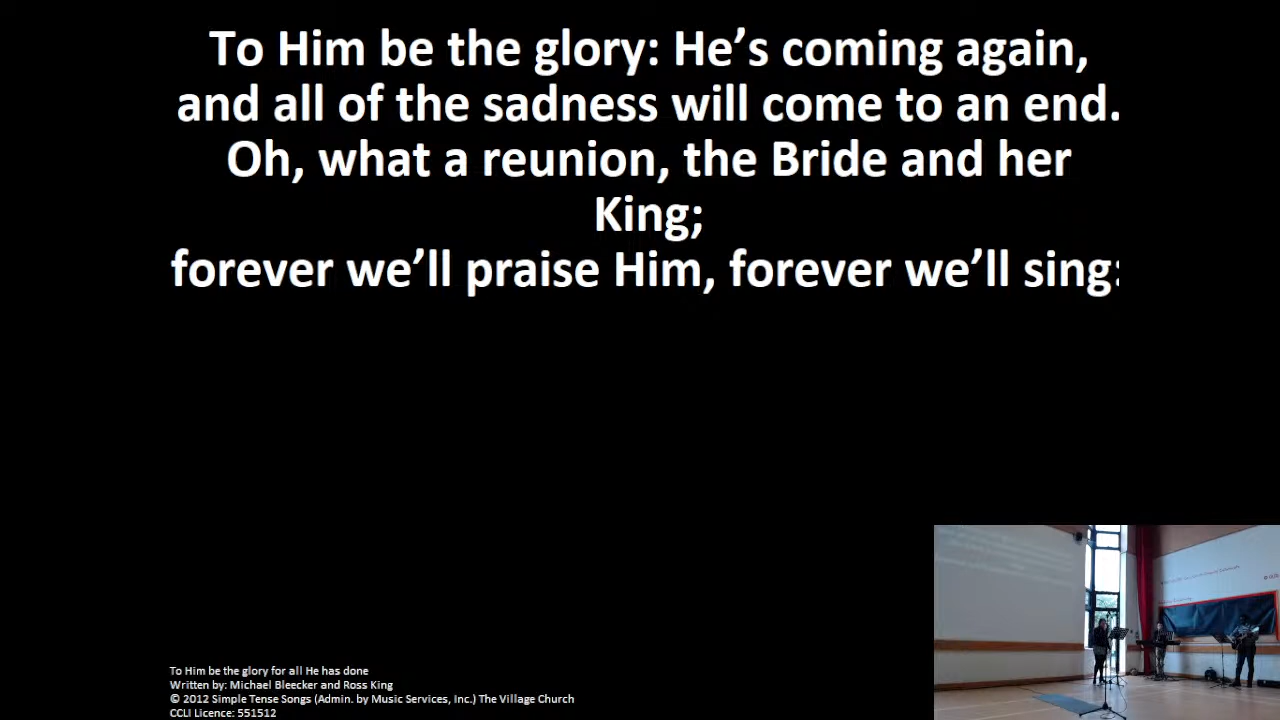 To Him be the glory: He’s coming again,
and all of the sadness will come to an end.
Oh, what a reunion, the Bride and her
King;
forever we’ll praise Him, forever we’ll sing:
To Him be the glory for all He has done
Written by: Michael Bleecker and Ross King
© 2012 Simple Tense Songs (Admin. by Music Services, Inc.) The Village Church
CCLI Licence: 551512